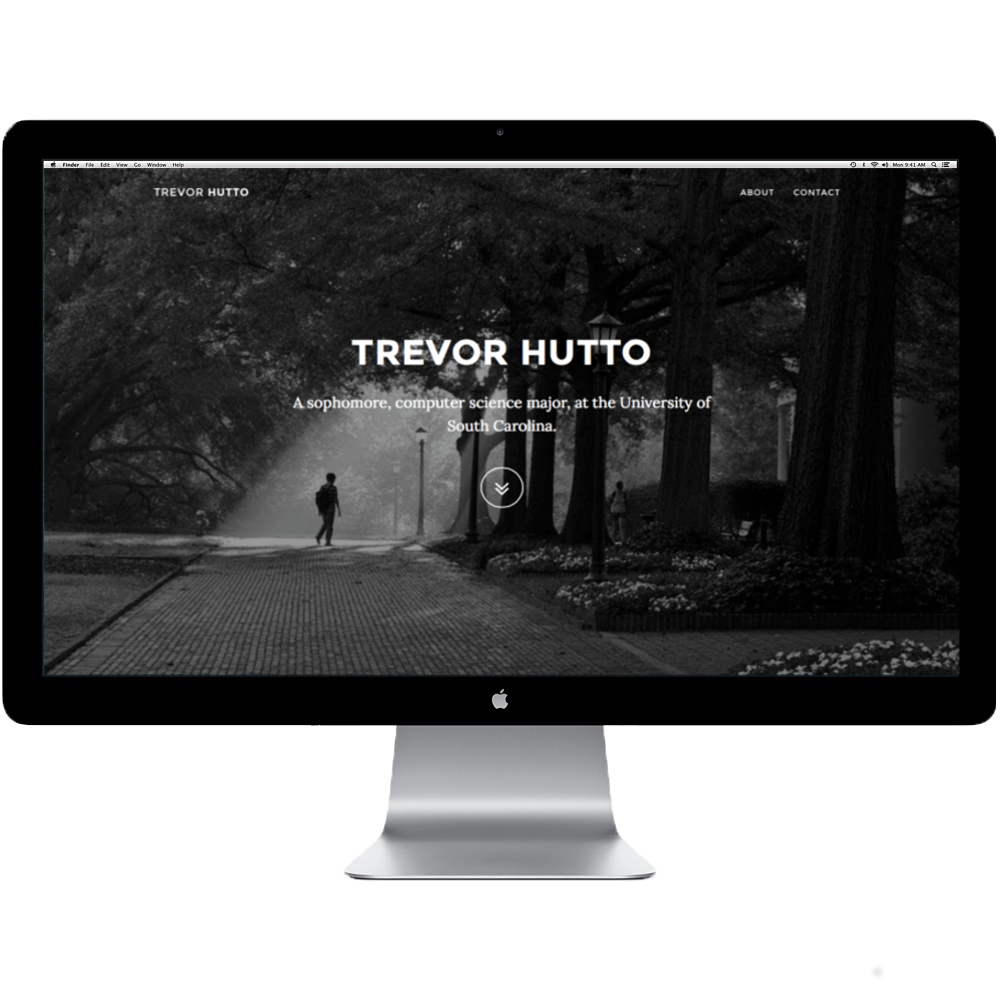 Finder File Edit View Go Window Help Mon 9:41 AM
TREVOR HUTTO ABOUT CONTACT
TREVOR HUTTO
A sophomore, computer science major, at the University of
South Carolina.